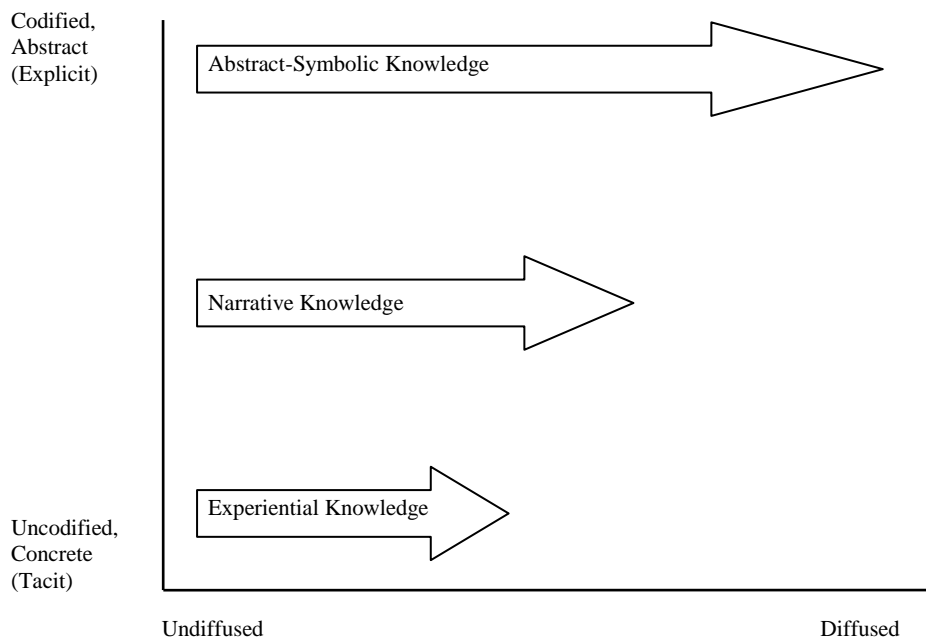 Codified,
Abstract
(Explicit)
Abstract-Symbolic Knowledge
Narrative Knowledge
Experiential Knowledge
Uncodified,
Concrete
(Tacit)
Undiffused
Diffused